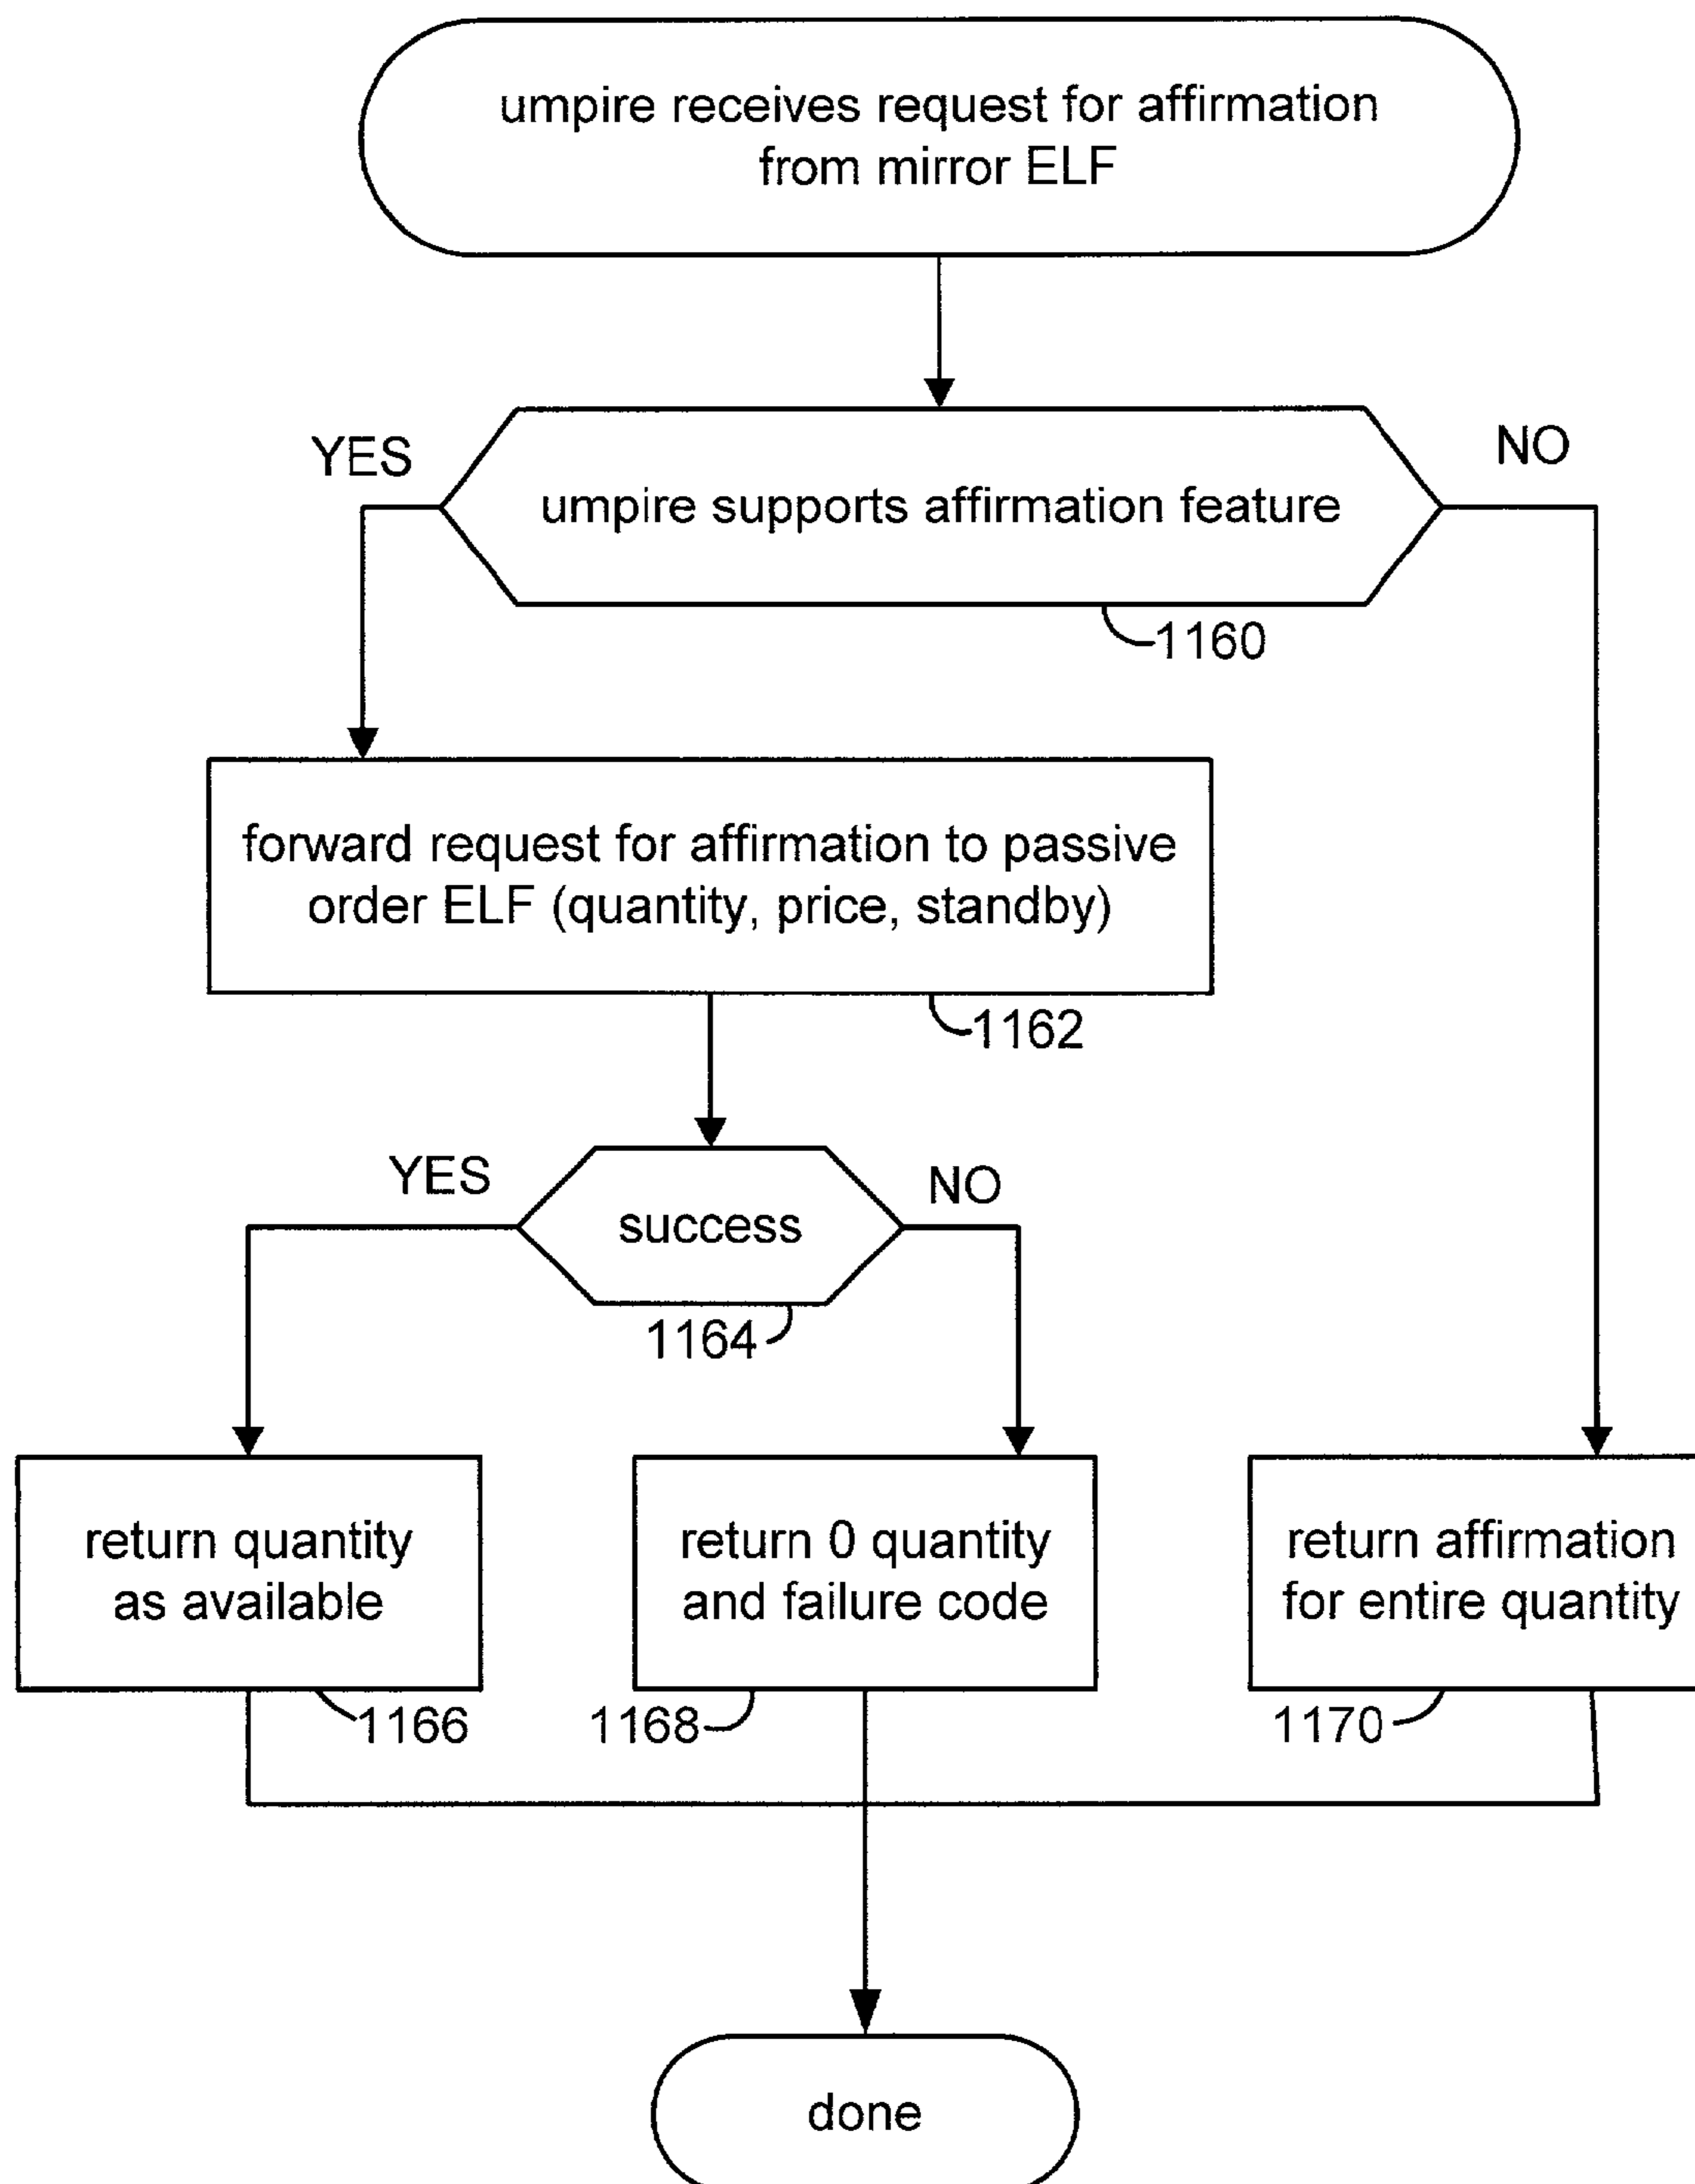 umpire receives request for affirmation
from mirror ELF
YES
NO
umpire supports affirmation feature
1160
forward request for affirmation to passive
order ELF (quantity, price, standby)
1162
YES
NO
success
1164
return quantity
as available
return 0 quantity
and failure code
return affirmation
for entire quantity
1166
1168
1170
done